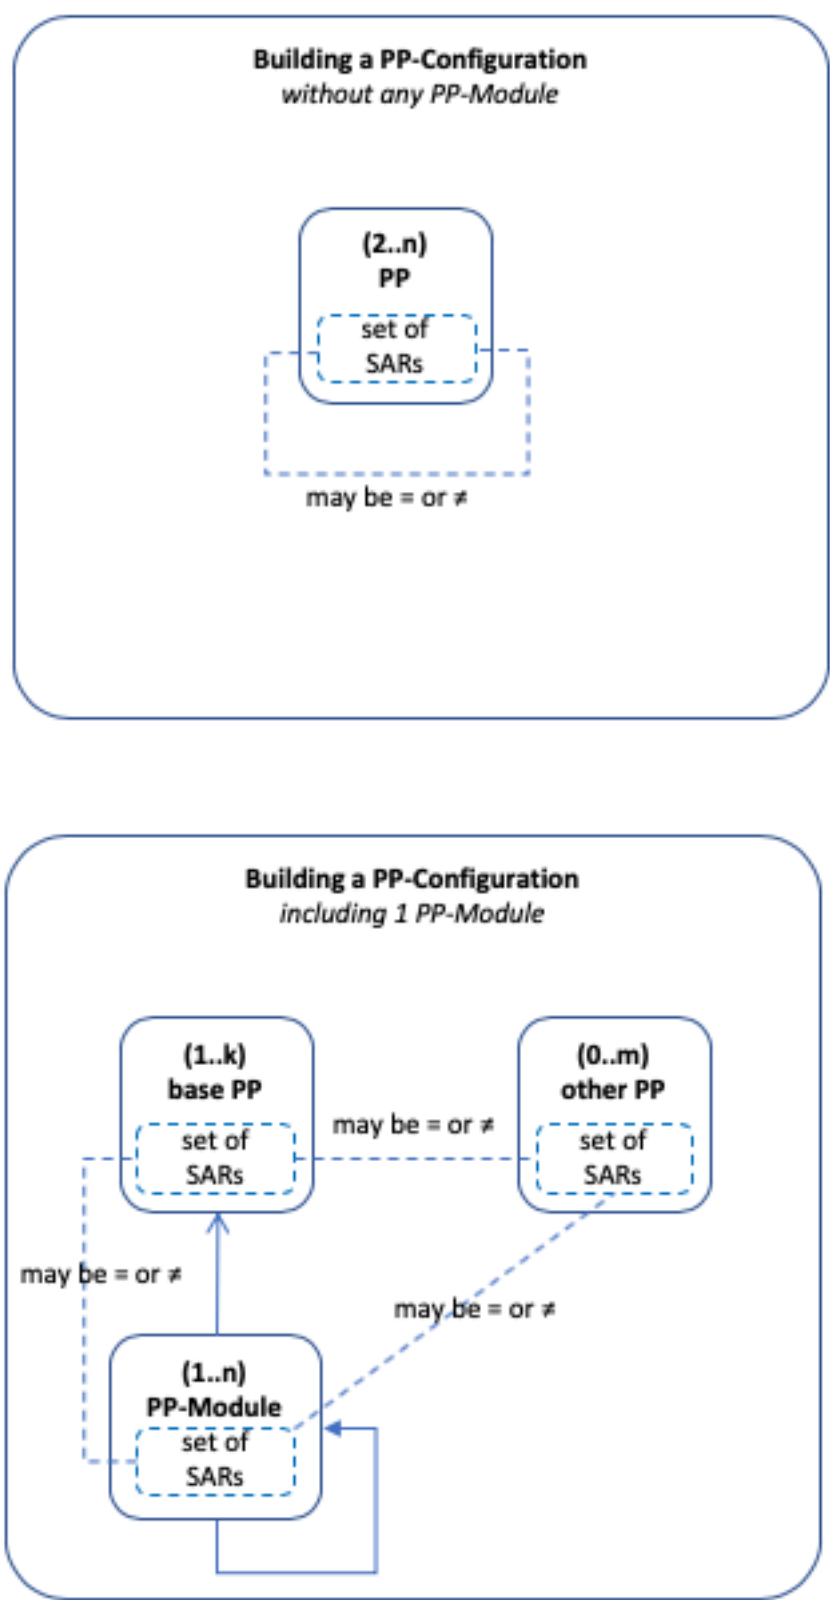 Building a PP-Configuration
without any PP-Module
(2..n)
PP
set of
SARs
may be = or ≠
Building a PP-Configuration
including 1 PP-Module
(1..k)
base PP
set of
SARs
may be = or ≠
(0..m)
other PP
set of
SARs
may be = or ≠
may be = or ≠
(1..n)
PP-Module
set of
SARs